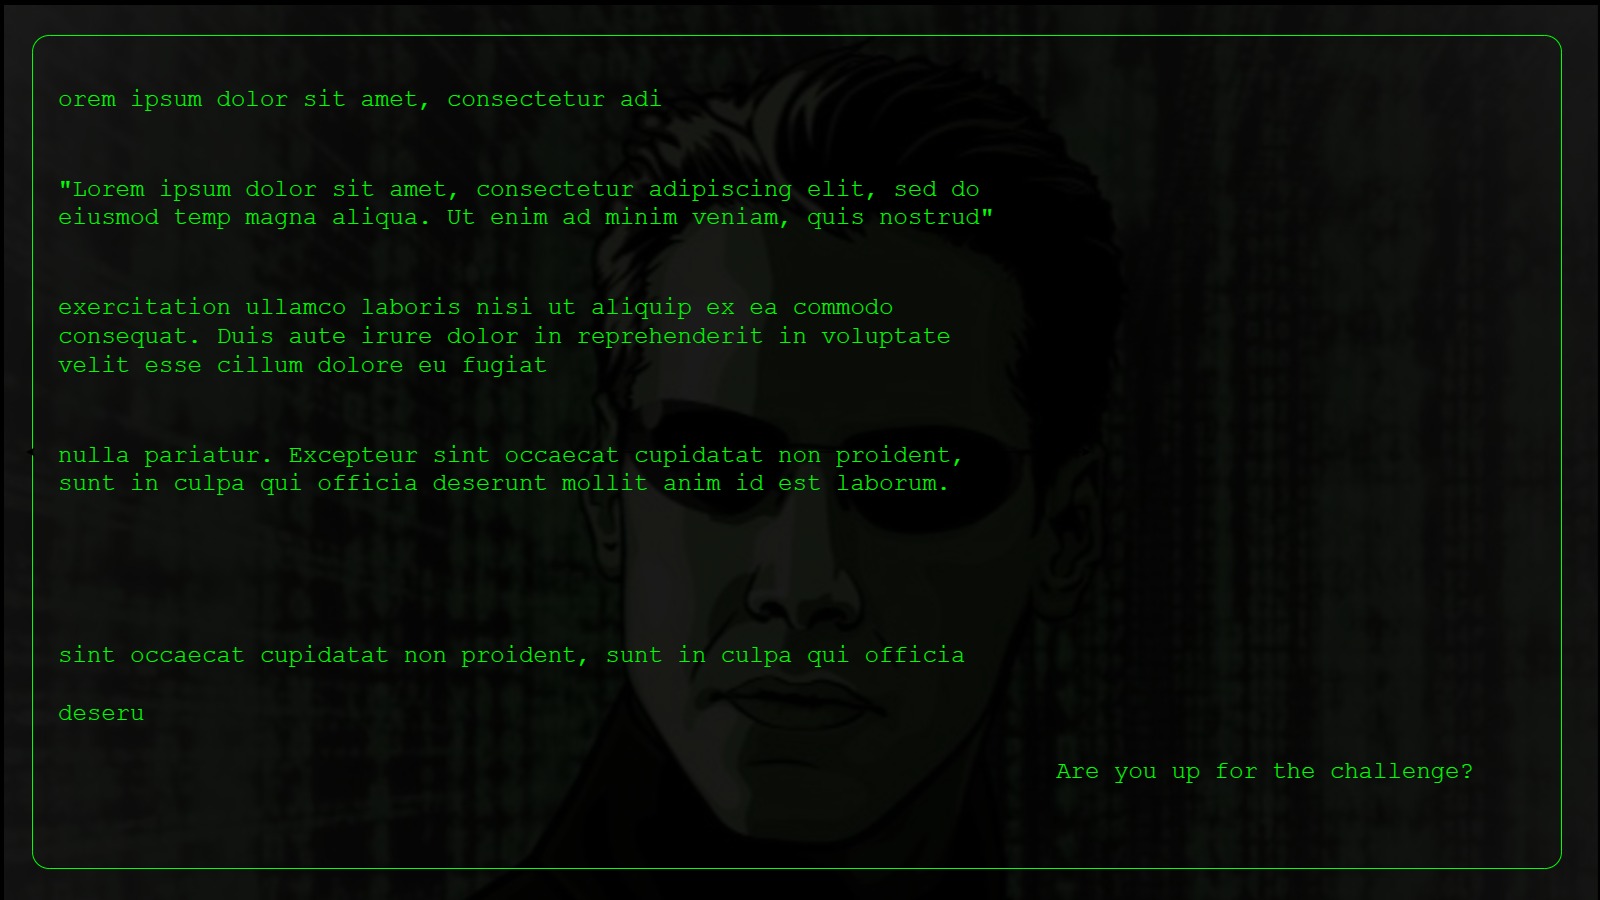 orem ipsum dolor sit amet, consectetur adi
"Lorem ipsum dolor sit amet, consectetur adipiscing elit, sed do
eiusmod temp magna aliqua. Ut enim ad minim veniam, quis nostrud"
exercitation ullamco laboris nisi ut aliquip ex ea commodo
consequat. Duis aute irure dolor in reprehenderit in voluptate
velit esse cillum dolore eu fugiat
nulla pariatur. Excepteur sint occaecat cupidatat non proident,
sunt in culpa qui officia deserunt mollit anim id est laborum.
sint occaecat cupidatat non proident, sunt in culpa qui officia
deseru
Are you up for the challenge?